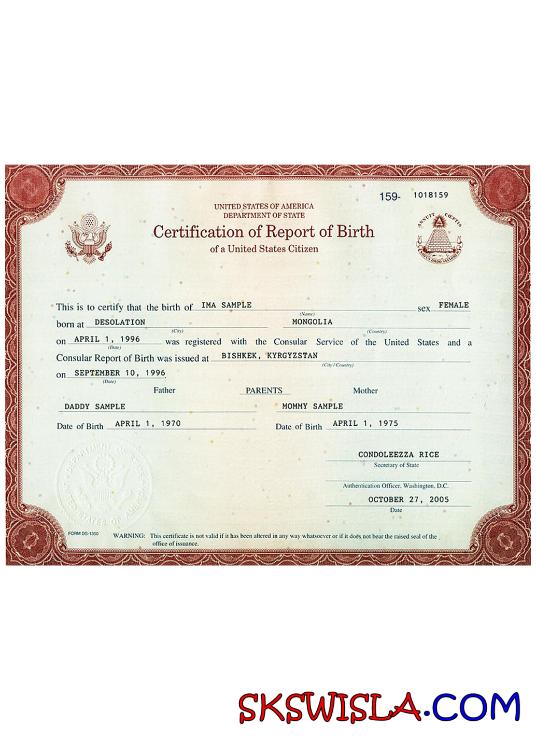 159- 1018159
UNITED STATES OF AMERICA
DEPARTMENT OF STATE
Certification of Report of Birth
of a United States Citizen
ANNUIT CŒPTIS
This is to certify that the birth of IMA SAMPLE sex FEMALE
(Name)
born at DESOLATION MONGOLIA
(City) (Country)
on APRIL 1, 1996 was registered with the Consular Service of the United States and a
(Date)
Consular Report of Birth was issued at BISHKEK, KYRGYZSTAN
(City/Country)
on SEPTEMBER 10, 1996
(Date)
Father PARENTS Mother
DADDY SAMPLE MOMMY SAMPLE
Date of Birth APRIL 1, 1970 Date of Birth APRIL 1, 1975
CONDOLEEZZA RICE
Secretary of State
Authentication Officer, Washington, D.C.
OCTOBER 27, 2005
Date
FORM DS-1350 WARNING: This certificate is not valid if it has been altered in any way whatsoever or if it does not bear the raised seal of the
office of issuance.
SKSWISLA.COM